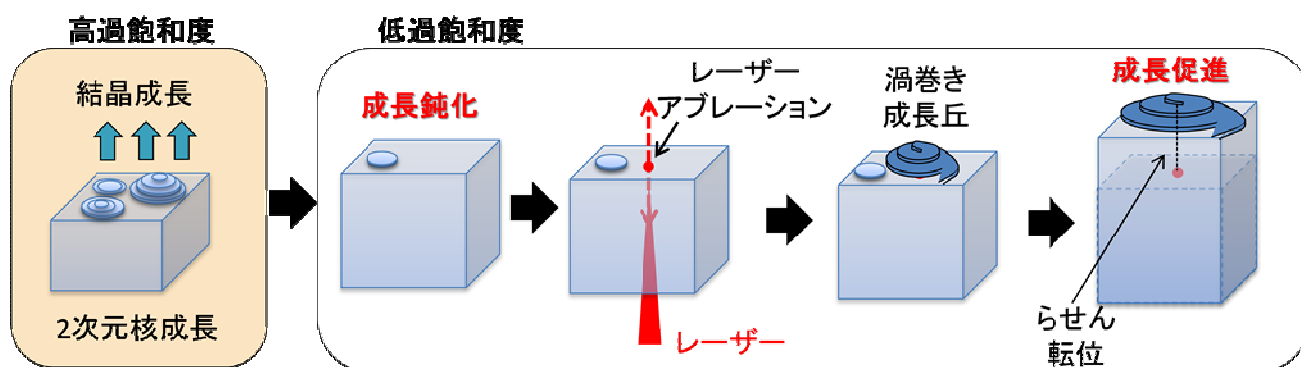 高過飽和度
結晶成長
2次元核成長
低過飽和度
成長鈍化
レーザー
アブレーション
レーザー
渦巻き
成長丘
成長促進
らせん
転位